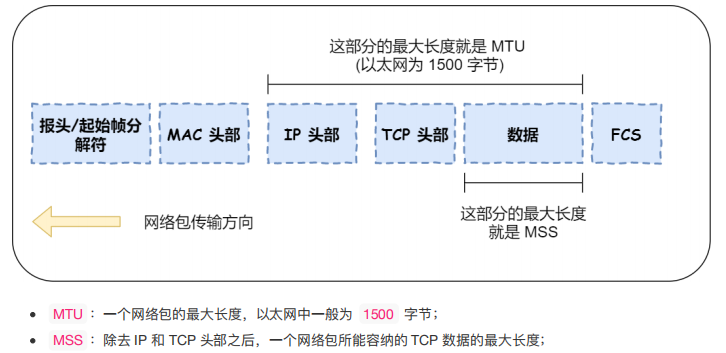 这部分的最大长度就是 MTU
(以太网为 1500 字节)
报头/起始帧分
解符
MAC 头部
IP 头部
TCP 头部
数据
FCS
这部分的最大长度
就是 MSS
网络包传输方向
MTU ：一个网络包的最大长度，以太网中一般为 1500 字节；
MSS ：除去 IP 和 TCP 头部之后，一个网络包所能容纳的 TCP 数据的最大长度；